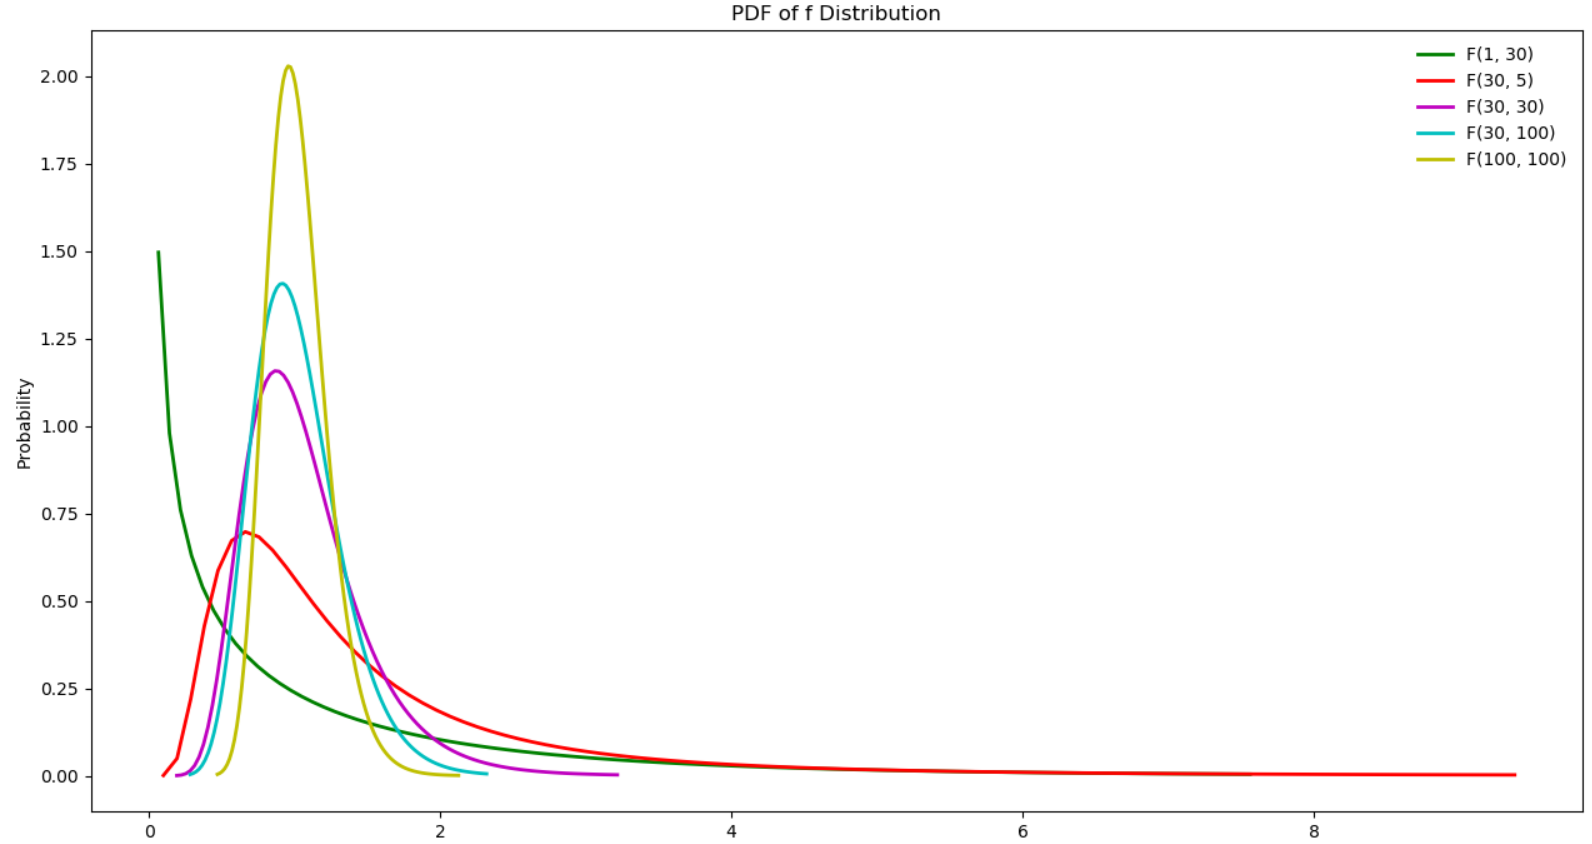 PDF of f Distribution
F(1, 30)
F(30, 5)
F(30, 30)
F(30, 100)
F(100, 100)
2.00
1.75
1.50
1.25
1.00
0.75
0.50
0.25
0.00
Probability
0 2 4 6 8